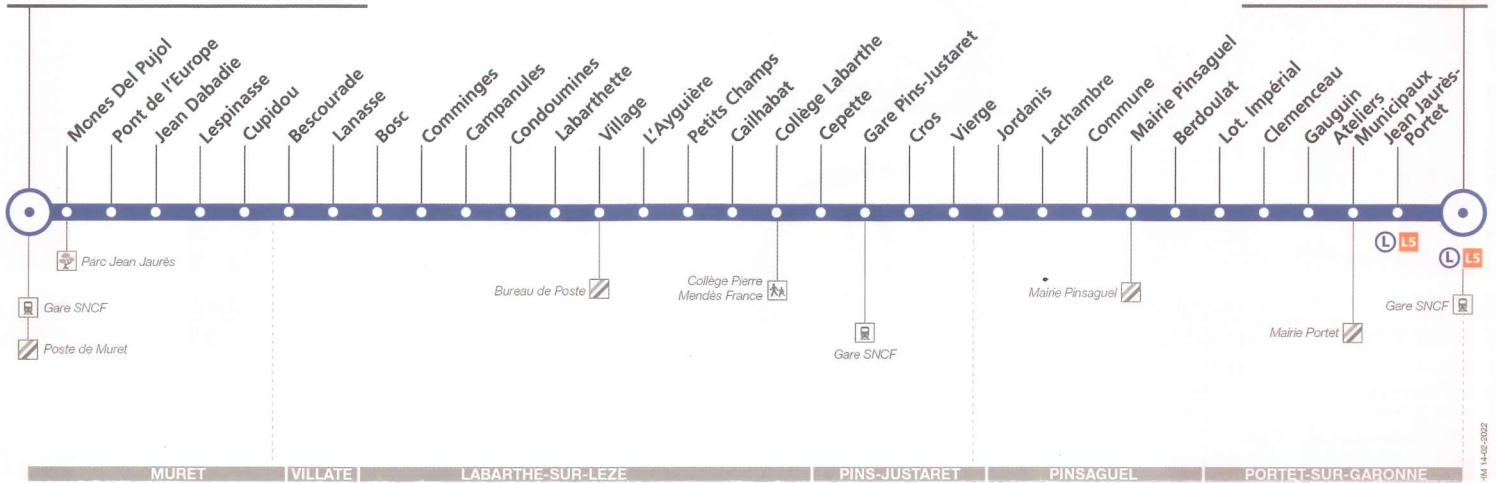 Mones Del Pujol
Pont de l'Europe
Jean Dabadie
Lespinasse
Cupidou
Bescourade
Lanasse
Bosc
Comminges
Campanules
Condoumines
Labarthette
Village
L'Ayguière
Petits Champs
Cailhabat
Collège Labarthe
Cepette
Gare Pins-Justaret
Cros
Vierge
Jordanis
Lachambre
Commune
Mairie Pinsaguel
Berdoulat
Lot. Impérial
Clemenceau
Gauguin
Ateliers
Municipaux
Jean Jaurès-
Portet
L L5
L L5
Parc Jean Jaurès
Gare SNCF
Poste de Muret
Bureau de Poste
Collège Pierre
Mendès France
Gare SNCF
Mairie Pinsaguel
Mairie Portet
Gare SNCF
MURET
VILLATE
LABARTHE-SUR-LEZE
PINS-JUSTARET
PINSAGUEL
PORTET-SUR-GARONNE
14-02-2022